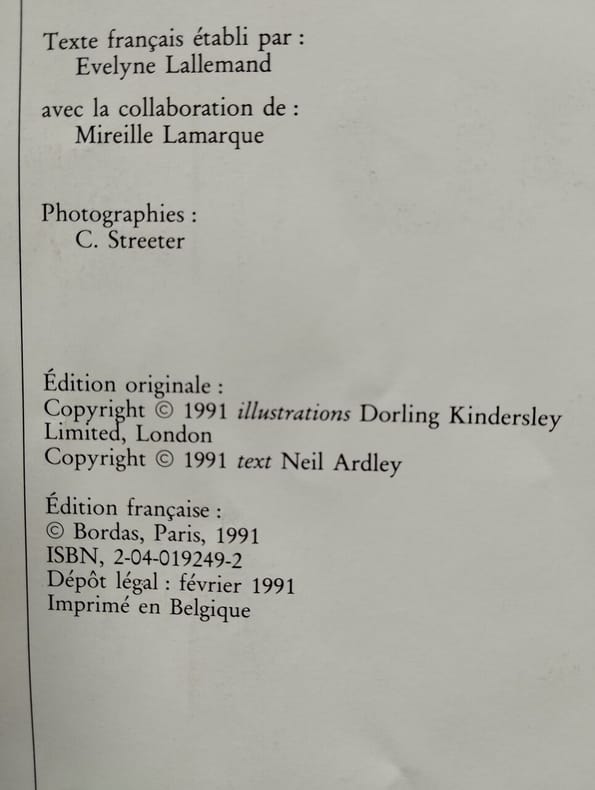 Texte français établi par :
Evelyne Lallemand
avec la collaboration de :
Mireille Lamarque
Photographies :
C. Streeter
Édition originale :
Copyright © 1991 illustrations Dorling Kindersley
Limited, London
Copyright © 1991 text Neil Ardley
Édition française :
© Bordas, Paris, 1991
ISBN, 2-04-019249-2
Dépôt légal : février 1991
Imprimé en Belgique